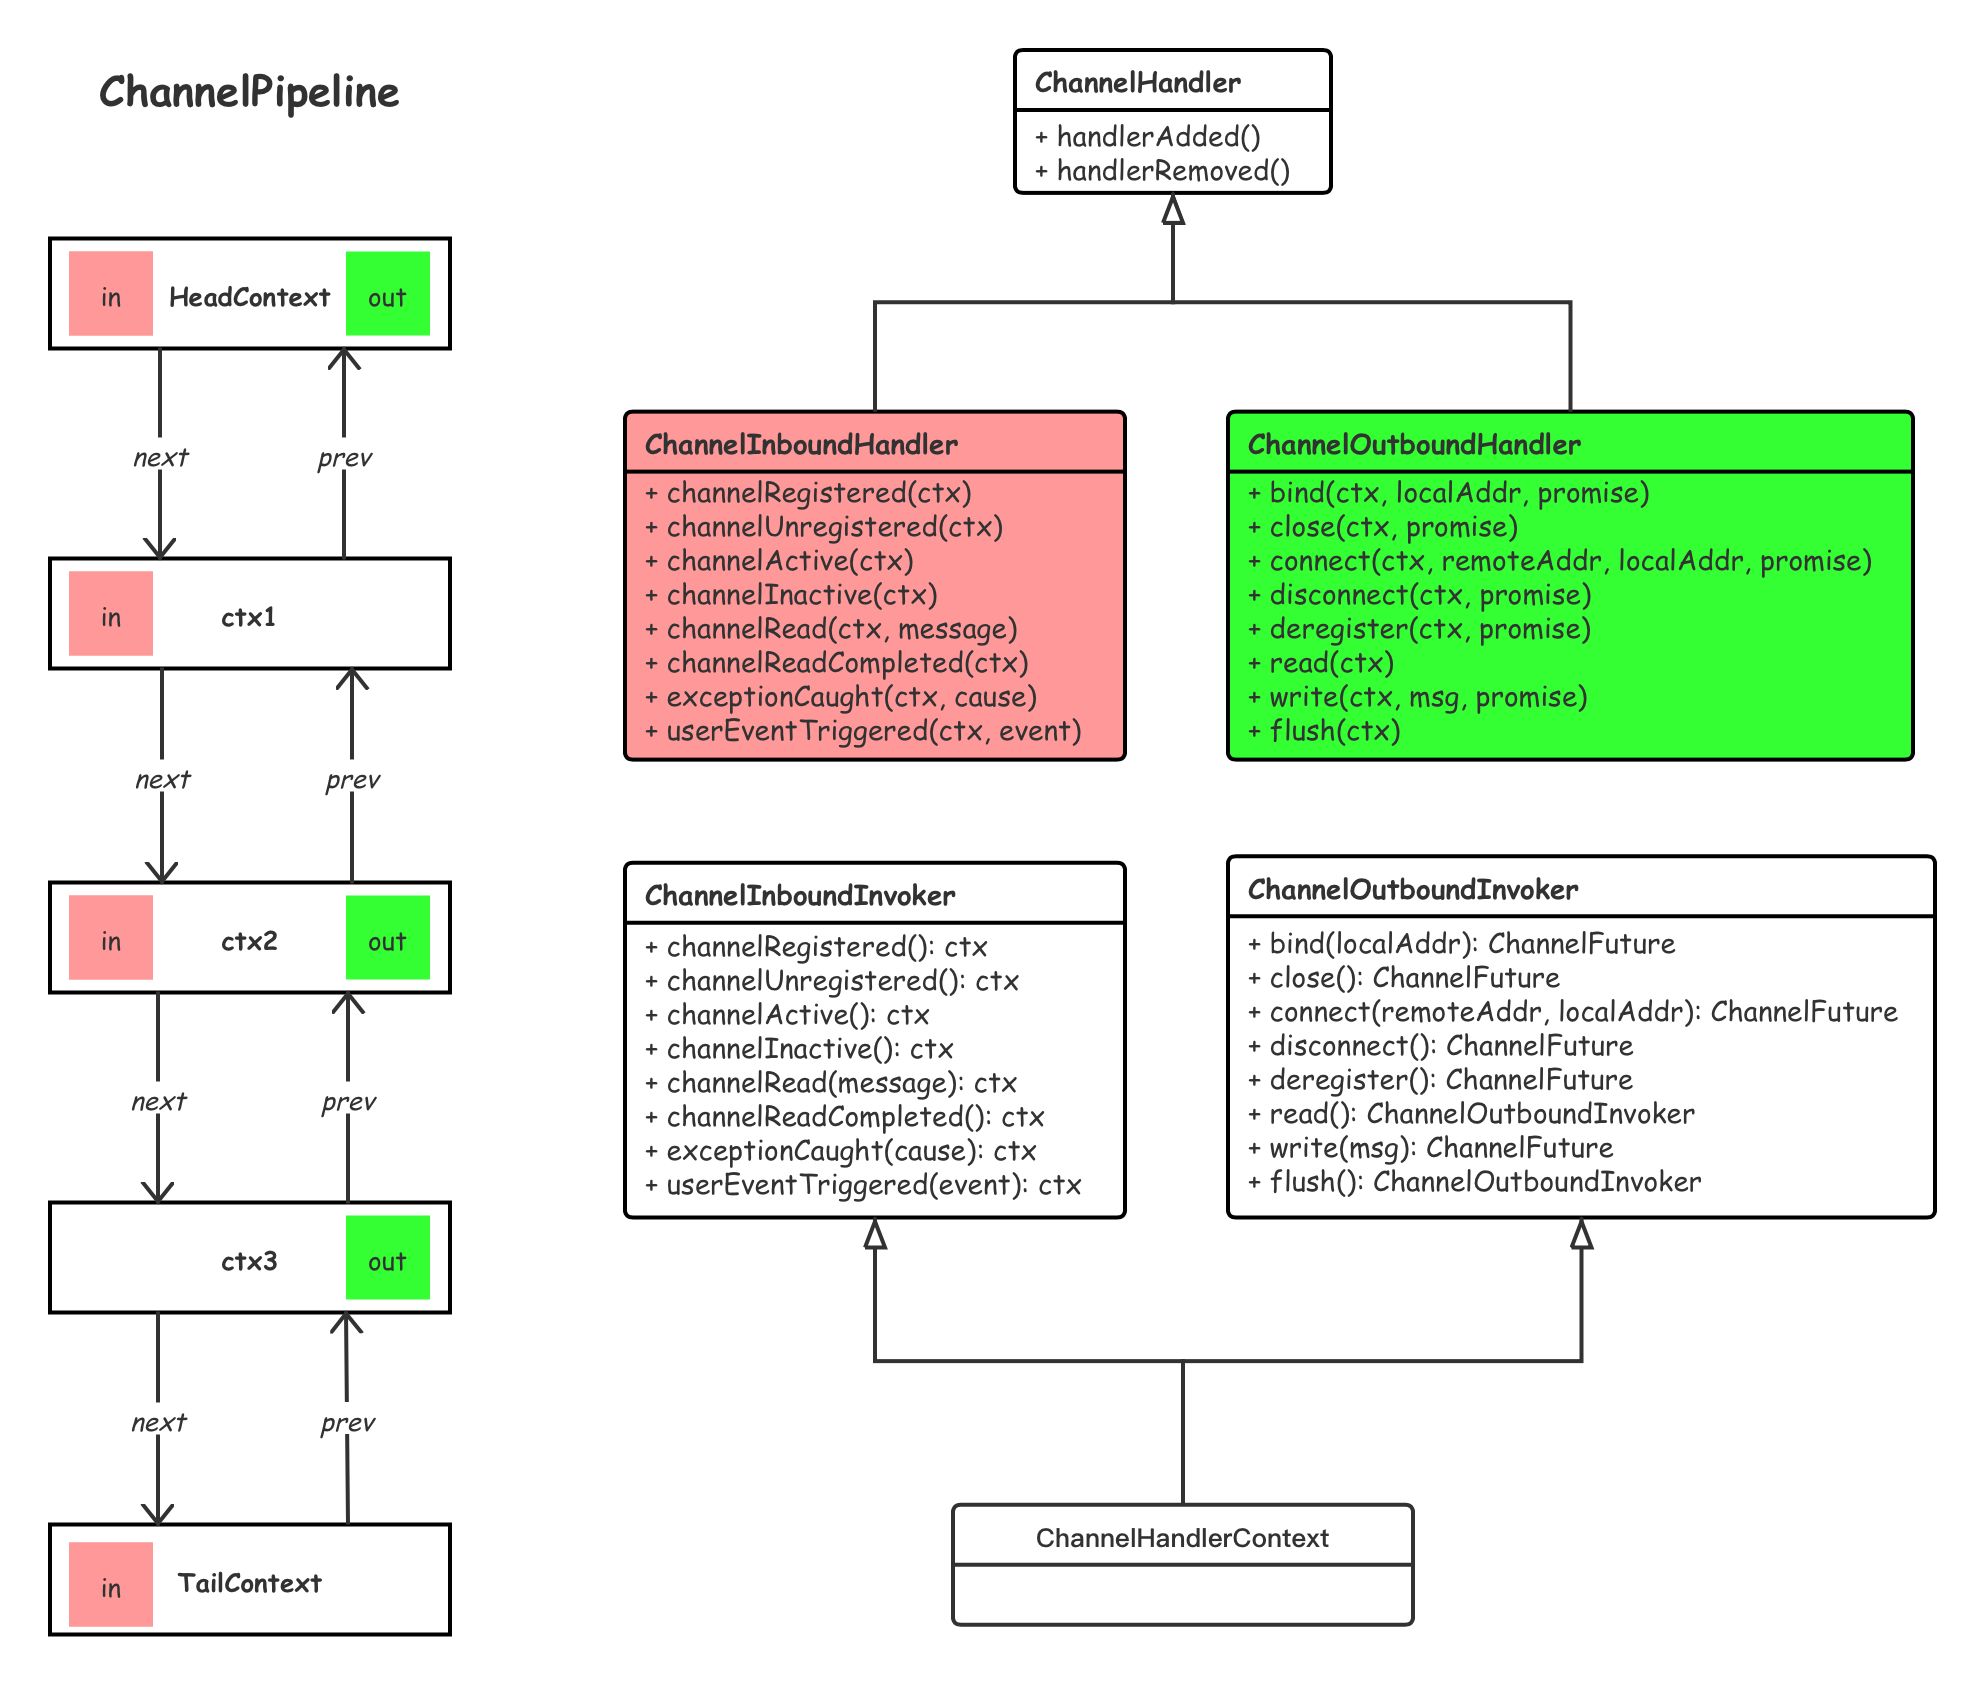 ChannelPipeline
in
HeadContext
out
next
prev
in
ctx1
next
prev
in
ctx2
out
next
prev
ctx3
out
next
prev
in
TailContext
ChannelHandler
+ handlerAdded()
+ handlerRemoved()
ChannelInboundHandler
+ channelRegistered(ctx)
+ channelUnregistered(ctx)
+ channelActive(ctx)
+ channelInactive(ctx)
+ channelRead(ctx, message)
+ channelReadCompleted(ctx)
+ exceptionCaught(ctx, cause)
+ userEventTriggered(ctx, event)
ChannelOutboundHandler
+ bind(ctx, localAddr, promise)
+ close(ctx, promise)
+ connect(ctx, remoteAddr, localAddr, promise)
+ disconnect(ctx, promise)
+ deregister(ctx, promise)
+ read(ctx)
+ write(ctx, msg, promise)
+ flush(ctx)
ChannelInboundInvoker
+ channelRegistered(): ctx
+ channelUnregistered(): ctx
+ channelActive(): ctx
+ channelInactive(): ctx
+ channelRead(message): ctx
+ channelReadCompleted(): ctx
+ exceptionCaught(cause): ctx
+ userEventTriggered(event): ctx
ChannelOutboundInvoker
+ bind(localAddr): ChannelFuture
+ close(): ChannelFuture
+ connect(remoteAddr, localAddr): ChannelFuture
+ disconnect(): ChannelFuture
+ deregister(): ChannelFuture
+ read(): ChannelOutboundInvoker
+ write(msg): ChannelFuture
+ flush(): ChannelOutboundInvoker
ChannelHandlerContext